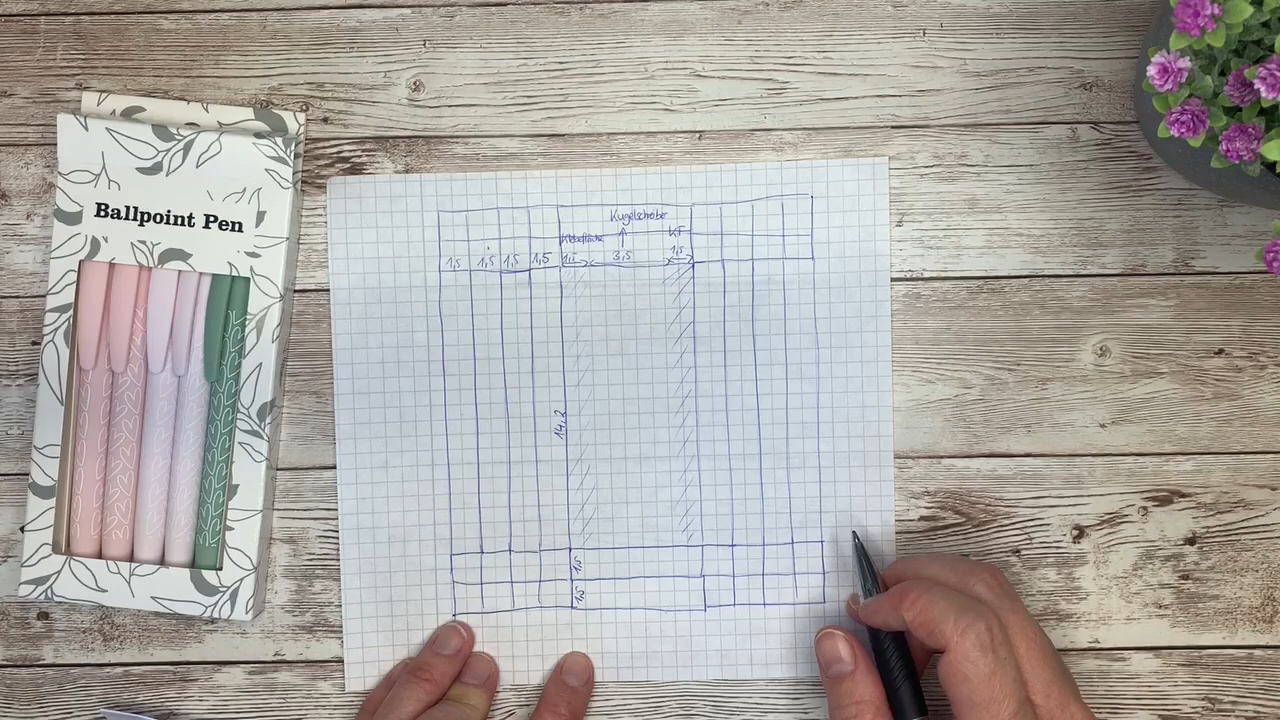 Ballpoint Pen
Kugelschreiber
Klebefläche KF
1,5 1,5 1,5 1,5 1,5 3,5 1,5
14,2
1,5
1,5